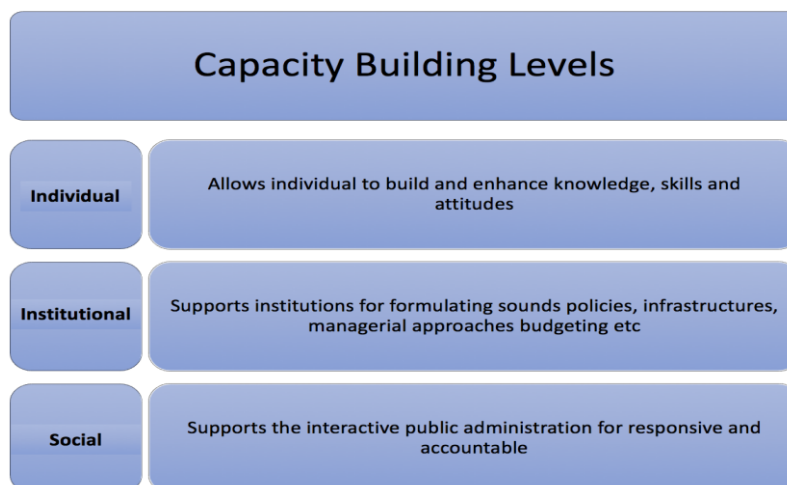 Capacity Building Levels
Individual
Allows individual to build and enhance knowledge, skills and
attitudes
Institutional
Supports institutions for formulating sounds policies, infrastructures,
managerial approaches budgeting etc
Social
Supports the interactive public administration for responsive and
accountable